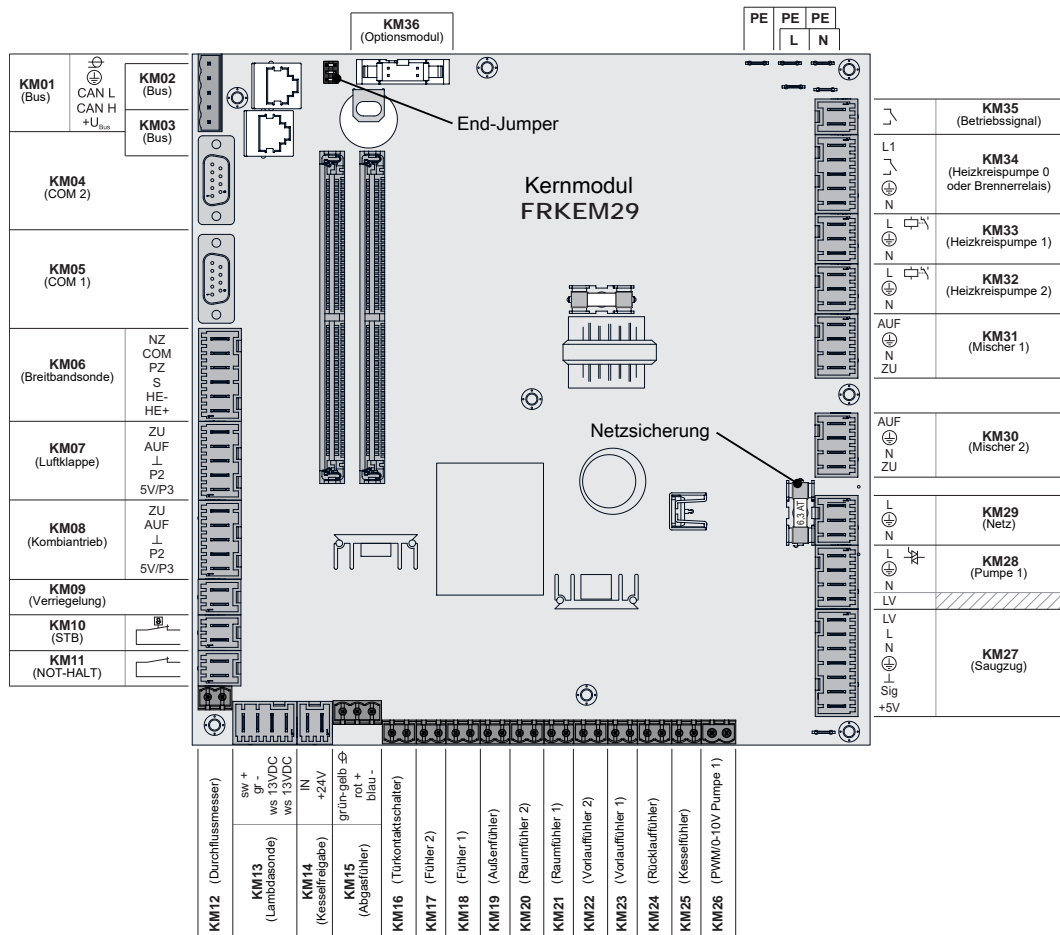 KM36
(Optionsmodul)
PE
PE
PE
L
N
KM01
(Bus)
CAN L
CAN H
+U Bus
KM02
(Bus)
KM03
(Bus)
KM04
(COM 2)
KM05
(COM 1)
KM06
(Breitbandsonde)
NZ
COM
PZ
S
HE-
HE+
KM07
(Luftklappe)
ZU
AUF
⊥
P2
5V/P3
KM08
(Kombiantrieb)
ZU
AUF
⊥
P2
5V/P3
KM09
(Verriegelung)
KM10
(STB)
KM11
(NOT-HALT)
End-Jumper
Kernmodul
FRKEM29
Netzsicherung
6,3 AT
KM35
(Betriebssignal)
L1
N
KM34
(Heizkreispumpe 0
oder Brennerrelais)
L
N
KM33
(Heizkreispumpe 1)
L
N
KM32
(Heizkreispumpe 2)
AUF
N
ZU
KM31
(Mischer 1)
AUF
N
ZU
KM30
(Mischer 2)
L
N
KM29
(Netz)
L
N
LV
KM28
(Pumpe 1)
LV
L
N
⊥
Sig
+5V
KM27
(Saugzug)
KM12 (Durchflussmesser)
sw +
gr -
ws 13VDC
ws 13VDC
KM13
(Lambdasonde)
IN
+24V
KM14
(Kesselfreigabe)
grün-gelb
rot +
blau -
KM15
(Abgasfühler)
KM16 (Türkontaktschalter)
KM17 (Fühler 2)
KM18 (Fühler 1)
KM19 (Außenfühler)
KM20 (Raumfühler 2)
KM21 (Raumfühler 1)
KM22 (Vorlauffühler 2)
KM23 (Vorlauffühler 1)
KM24 (Rücklauffühler)
KM25 (Kesselfühler)
KM26 (PWM/0-10V Pumpe 1)